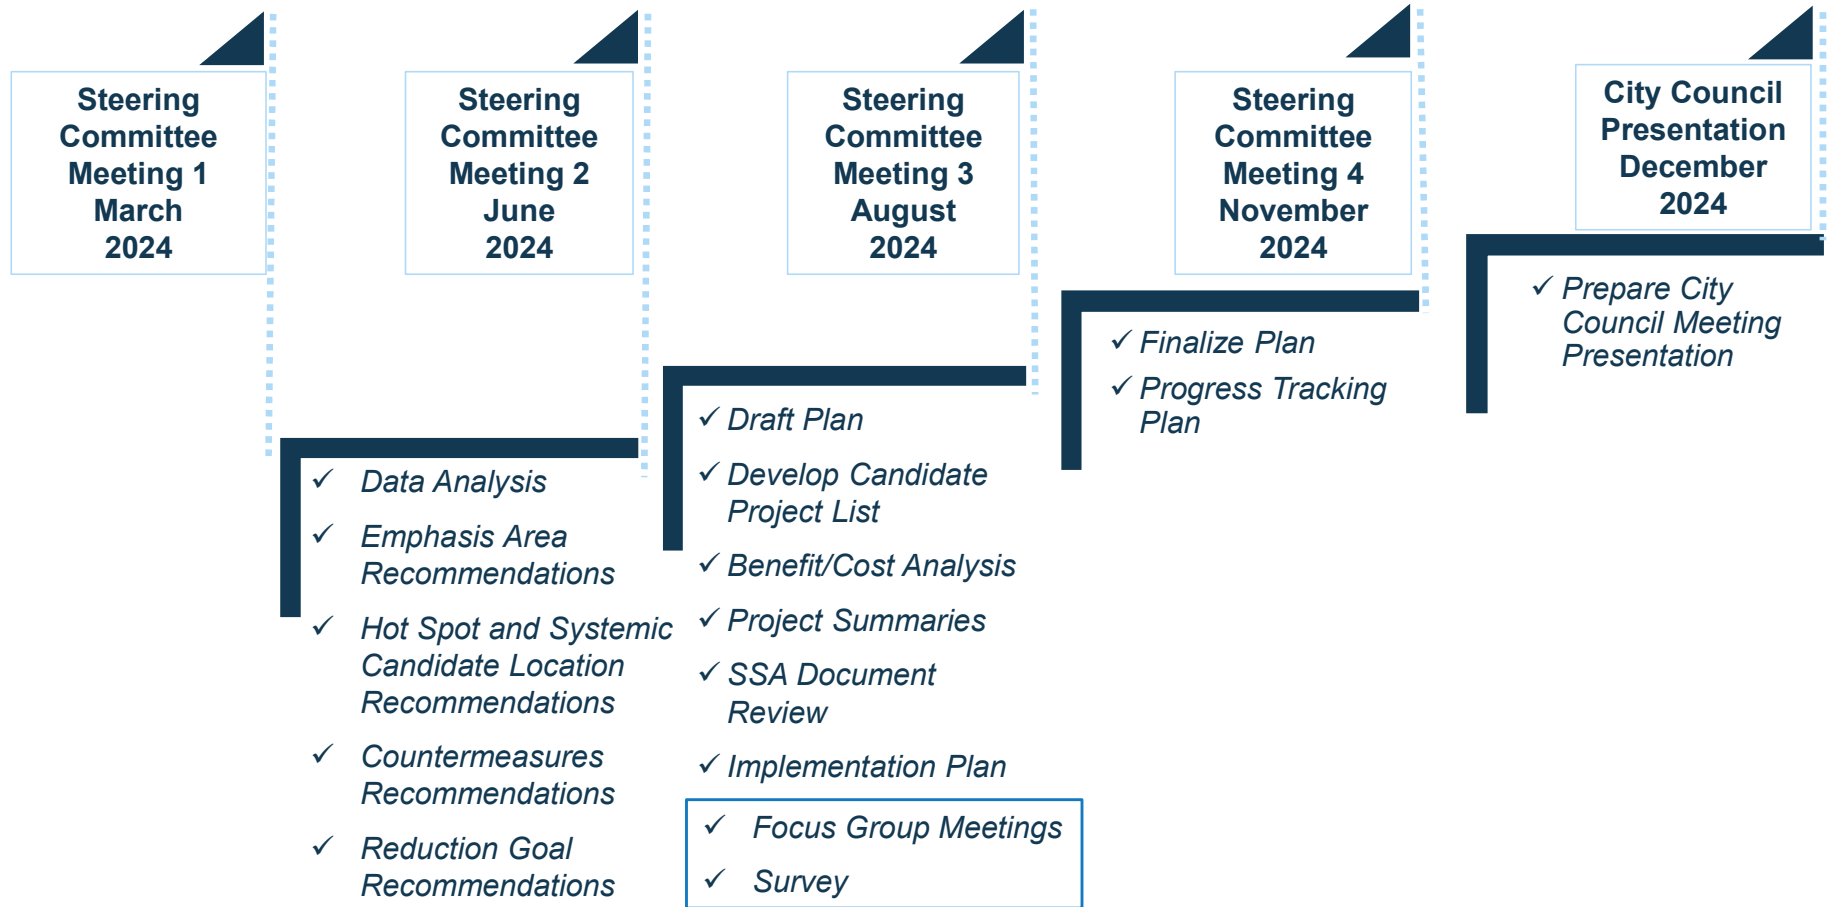 Steering
Committee
Meeting 1
March
2024
Steering
Committee
Meeting 2
June
2024
Steering
Committee
Meeting 3
August
2024
Steering
Committee
Meeting 4
November
2024
City Council
Presentation
December
2024
✓ Data Analysis
✓ Emphasis Area
Recommendations
✓ Hot Spot and Systemic
Candidate Location
Recommendations
✓ Countermeasures
Recommendations
✓ Reduction Goal
Recommendations
✓ Draft Plan
✓ Develop Candidate
Project List
✓ Benefit/Cost Analysis
✓ Project Summaries
✓ SSA Document
Review
✓ Implementation Plan
✓ Focus Group Meetings
✓ Survey
✓ Finalize Plan
✓ Progress Tracking
Plan
✓ Prepare City
Council Meeting
Presentation